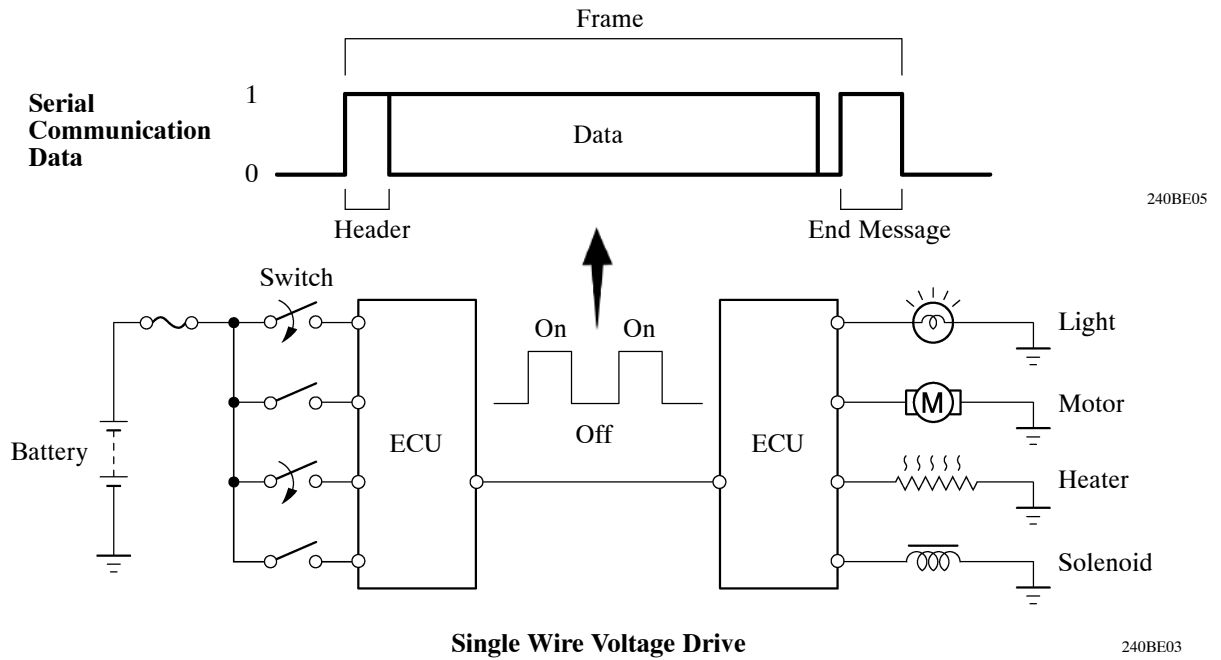 Frame
Serial
Communication
Data
1
0
Data
240BE05
Header
End Message
Switch
On
On
Light
Off
M
Motor
Battery
ECU
ECU
Heater
Solenoid
Single Wire Voltage Drive
240BE03